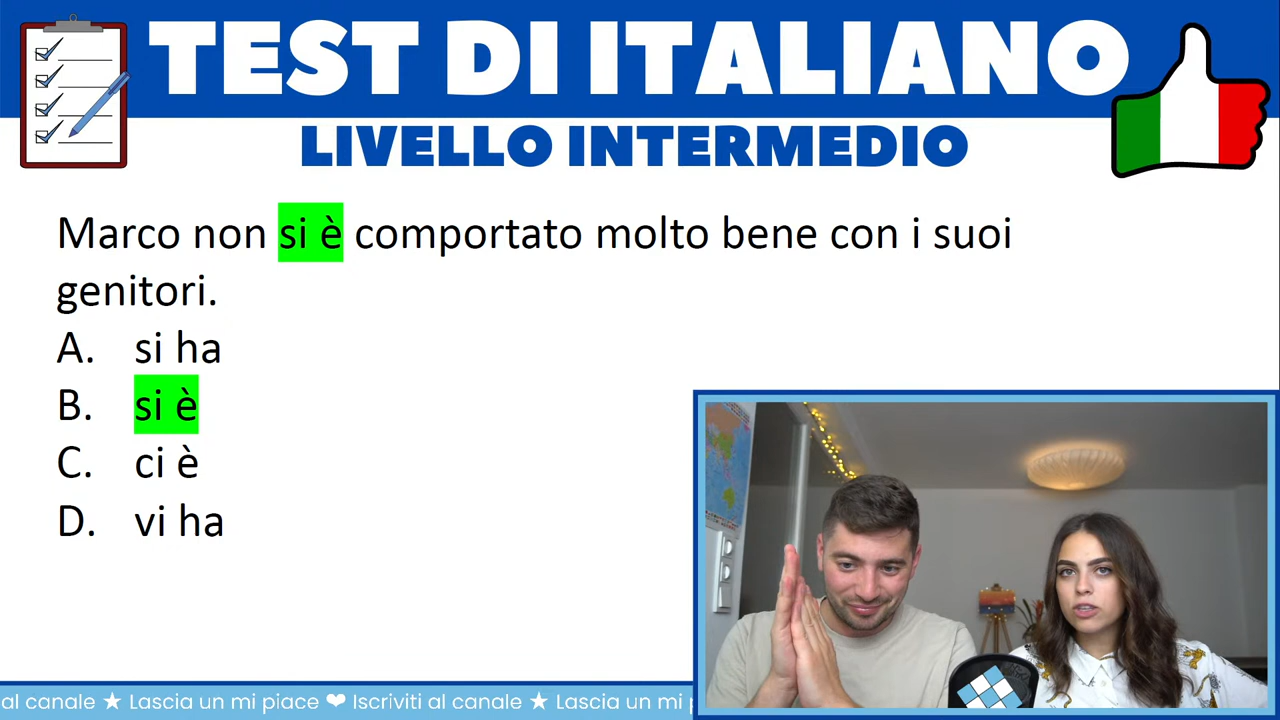 TEST DI ITALIANO
LIVELLO INTERMEDIO
Marco non si è comportato molto bene con i suoi
genitori.
A. si ha
B. si è
C. ci è
D. vi ha
al canale ★ Lascia un mi piace ❤ Iscriviti al canale ★ Lascia un mi